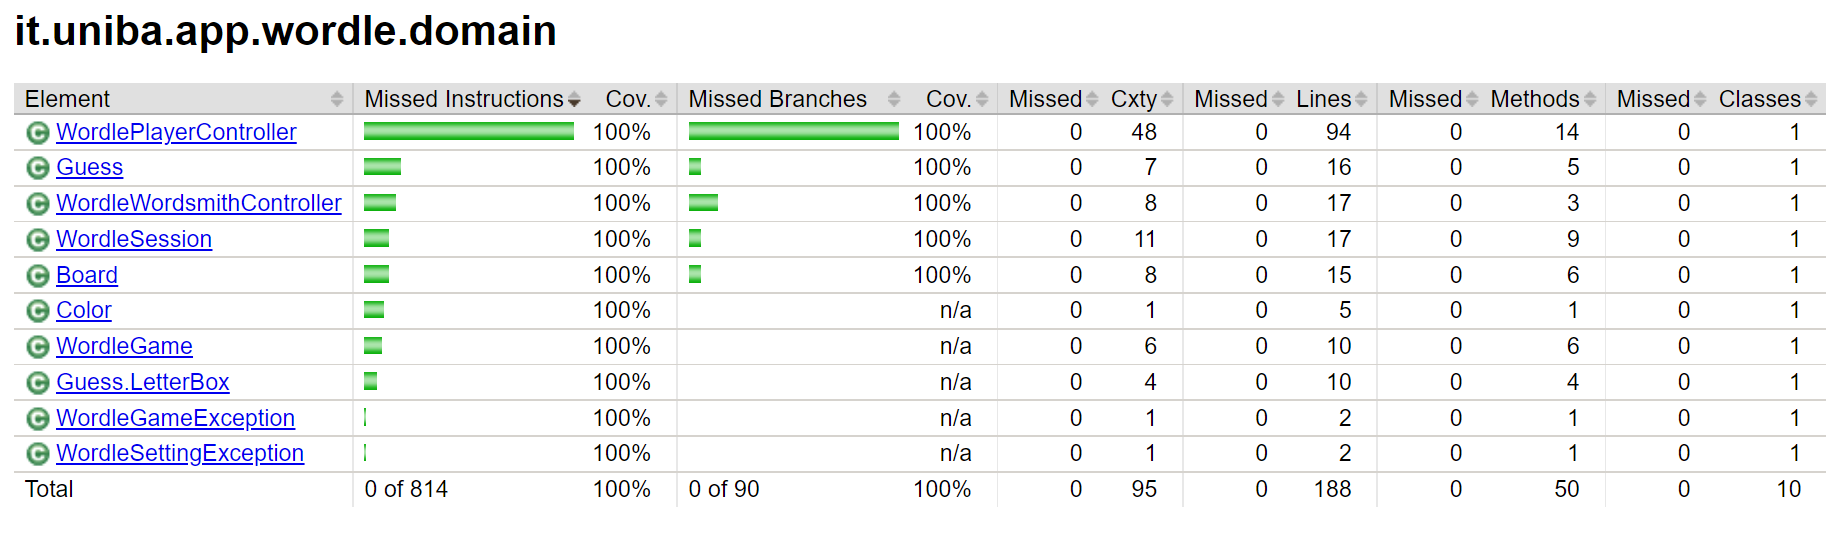 it.uniba.app.wordle.domain
Element Missed Instructions Cov. Missed Branches Cov. Missed Cxty Missed Lines Missed Methods Missed Classes
C WordlePlayerController 100% 100% 0 48 0 94 0 14 0 1
C Guess 100% 100% 0 7 0 16 0 5 0 1
C WordleWordsmithController 100% 100% 0 8 0 17 0 3 0 1
C WordleSession 100% 100% 0 11 0 17 0 9 0 1
C Board 100% 100% 0 8 0 15 0 6 0 1
C Color 100% n/a 0 1 0 5 0 1 0 1
C WordleGame 100% n/a 0 6 0 10 0 6 0 1
C Guess.LetterBox 100% n/a 0 4 0 10 0 4 0 1
C WordleGameException 100% n/a 0 1 0 2 0 1 0 1
C WordleSettingException 100% n/a 0 1 0 2 0 1 0 1
Total 0 of 814 100% 0 of 90 100% 0 95 0 188 0 50 0 10